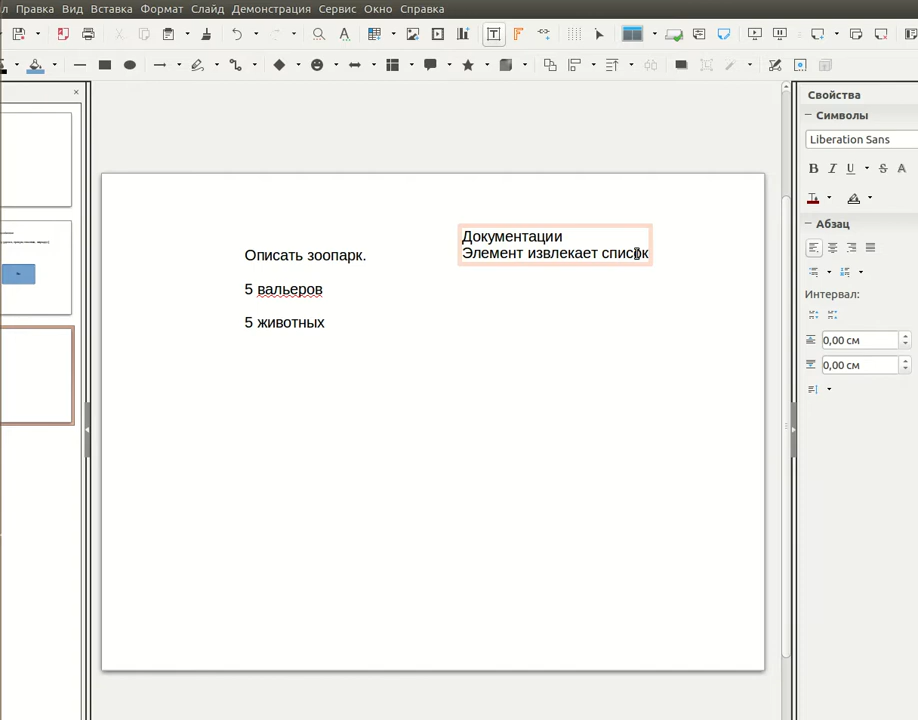 л Правка Вид Вставка Формат Слайд Демонстрация Сервис Окно Справка
Свойства
Символы
Liberation Sans
Абзац
Интервал:
0,00 см
0,00 см
Описать зоопарк.
5 вальеров
5 животных
Документации
Элемент извлекает список